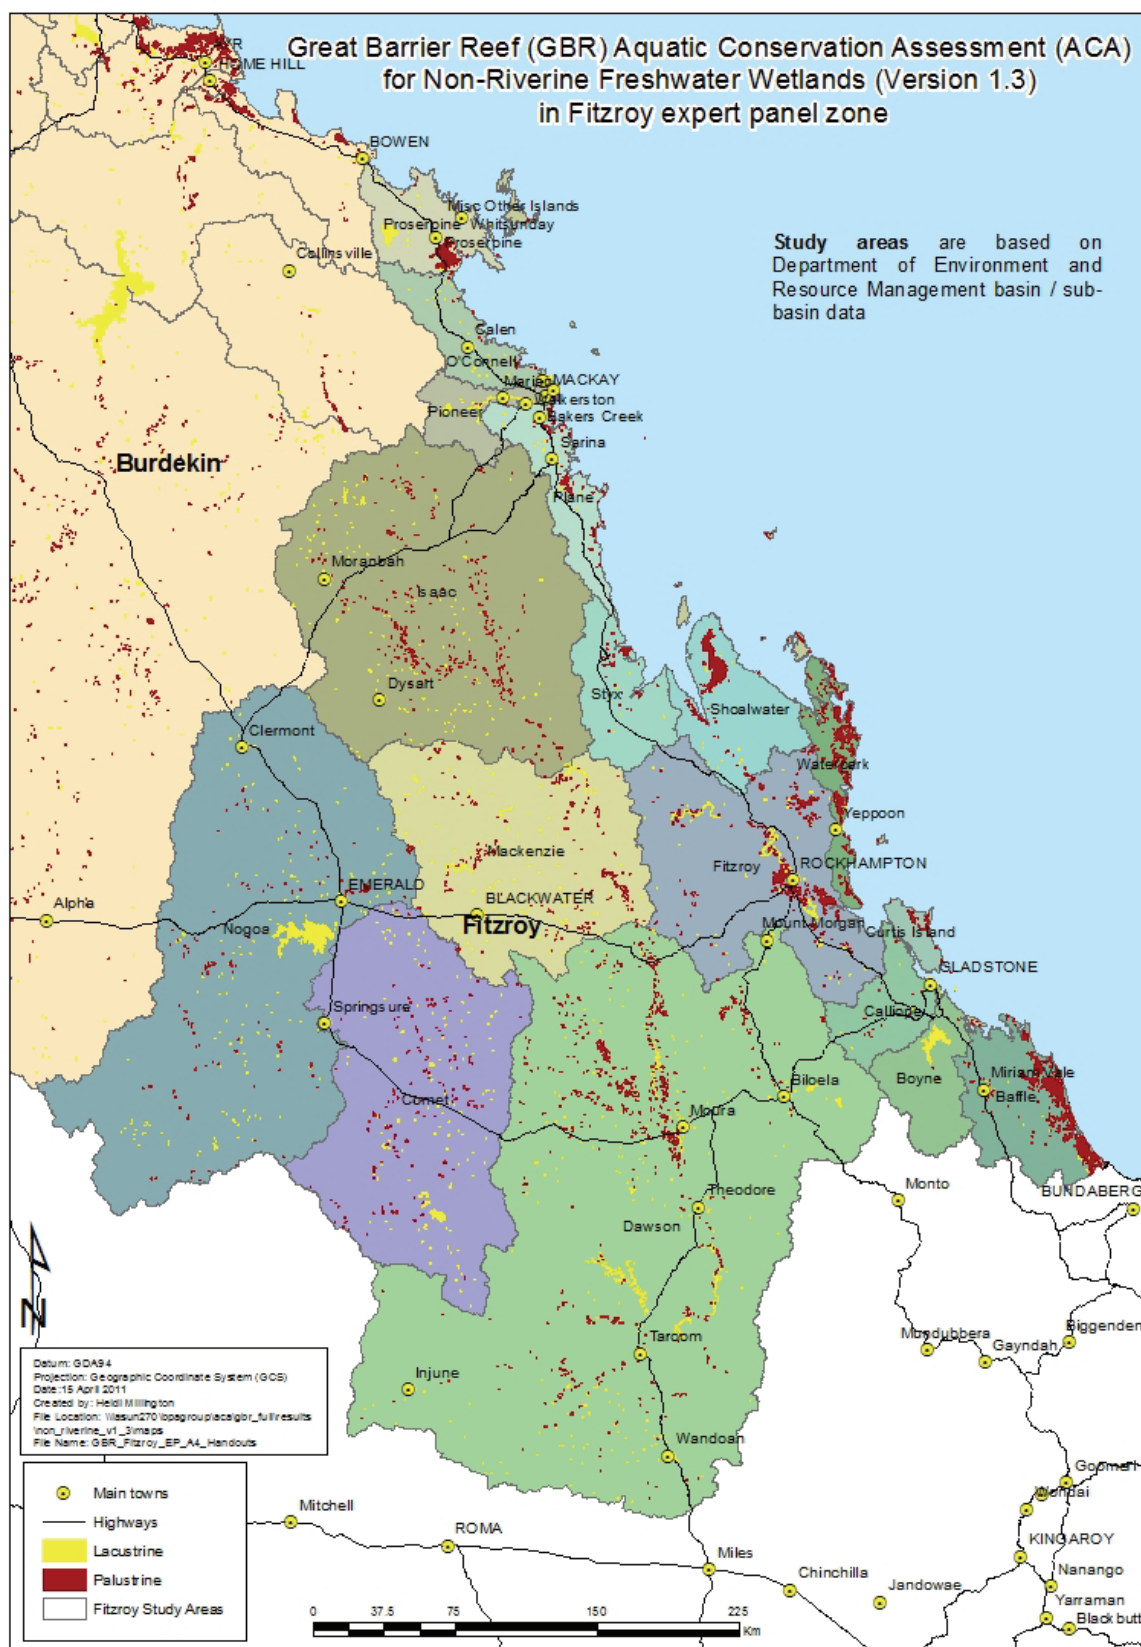 Great Barrier Reef (GBR) Aquatic Conservation Assessment (ACA)
for Non-Riverine Freshwater Wetlands (Version 1.3)
in Fitzroy expert panel zone
HOME HILL
BOWEN
Misc Other Islands
Proserpine Whitsunday
Proserpine
Collinsville
Study areas are based on
Department of Environment and
Resource Management basin / sub-
basin data
Calen
O'Connell
MACKAY
Pioneer
Bakers Creek
Sarina
Burdekin
Plane
Moranbah
Isaac
Dysart
Styx
Shoalwater
Clermont
Waterpark
Yeppoon
Mackenzie
Fitzroy
ROCKHAMPTON
EMERALD
BLACKWATER
Alpha
Nogoa
Fitzroy
Mount Morgan
Curtis Island
GLADSTONE
Springsure
Calliope
Comet
Boyne
Miriam Vale
Baffle
Biloela
Moura
Monto
BUNDABERG
Theodore
Dawson
Mundubbera
Gayndah
Biggenden
Taroom
Injune
Wandoan
N
Datum: GDA94
Projection: Geographic Coordinate System (GCS)
Date:15 April 2011
Created by: Heidi Millington
File Name: GBR_Fitzroy_EP_A4_Handouts
Main towns
Highways
Lacustrine
Palustrine
Fitzroy Study Areas
Mitchell
ROMA
Miles
Chinchilla
Jandowae
KINGAROY
Nanango
Yarraman
Blackbutt
0 37.5 75 150 225
Km